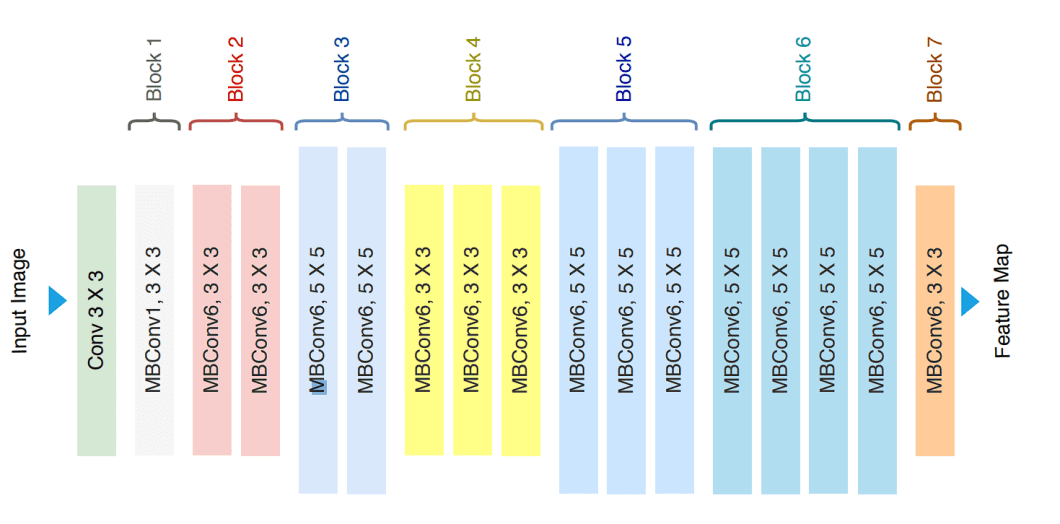 Block 1
Block 2
Block 3
Block 4
Block 5
Block 6
Block 7
Input Image
Conv 3 X 3
MBConv1, 3 X 3
MBConv6, 3 X 3
MBConv6, 3 X 3
MBConv6, 5 X 5
MBConv6, 5 X 5
MBConv6, 3 X 3
MBConv6, 3 X 3
MBConv6, 3 X 3
MBConv6, 5 X 5
MBConv6, 5 X 5
MBConv6, 5 X 5
MBConv6, 5 X 5
MBConv6, 5 X 5
MBConv6, 5 X 5
MBConv6, 5 X 5
MBConv6, 3 X 3
Feature Map